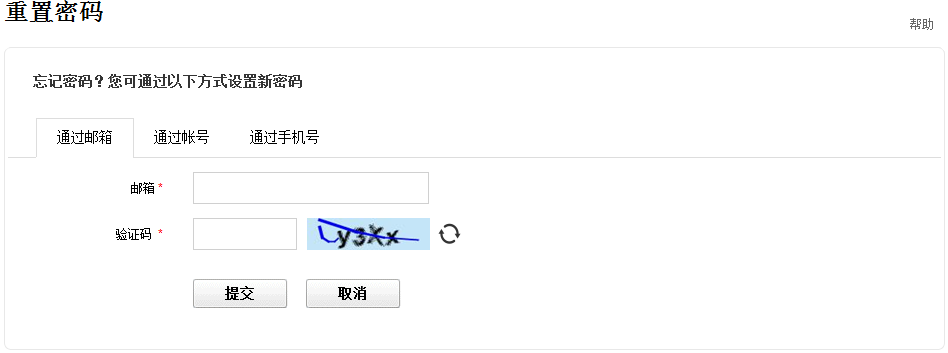 重置密码
帮助
忘记密码？您可通过以下方式设置新密码
通过邮箱 通过帐号 通过手机号
邮箱 *
验证码 * y3Xx
提交 取消